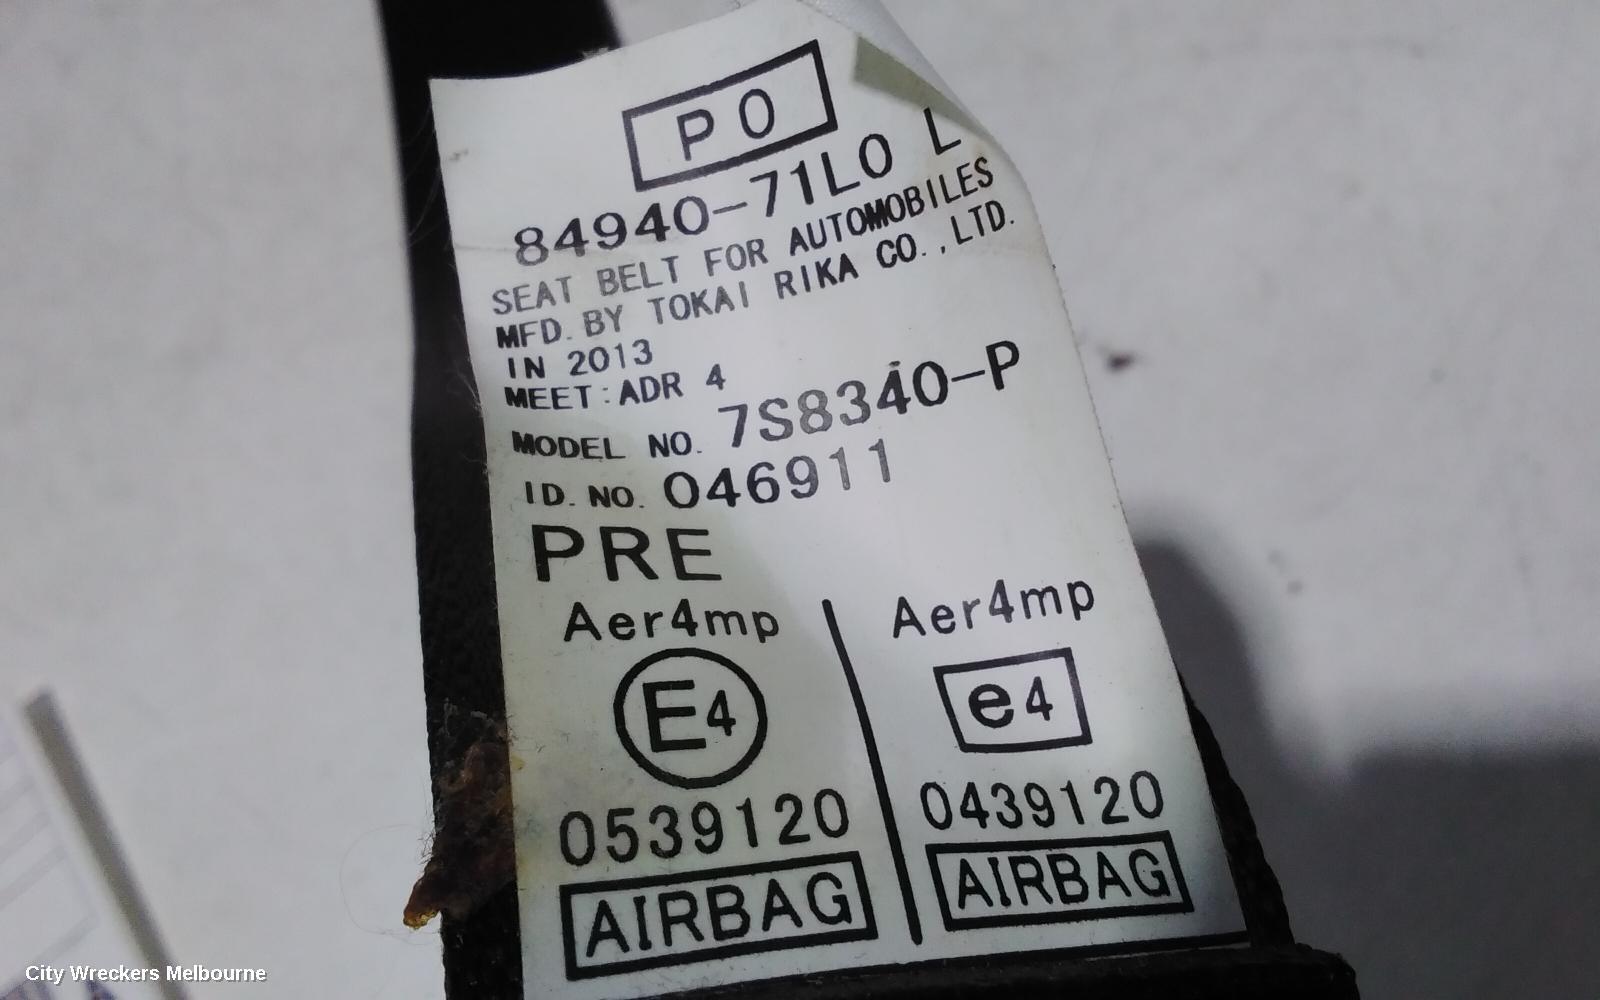 PO
84940-71L0 L
SEAT BELT FOR AUTOMOBILES
MFD. BY TOKAI RIKA CO.,LTD.
IN 2013
MEET:ADR 4
MODEL NO. 7S8340-P
ID. NO. 046911
PRE
Aer4mp
E4
0539120
AIRBAG
Aer4mp
e4
0439120
AIRBAG
City Wreckers Melbourne